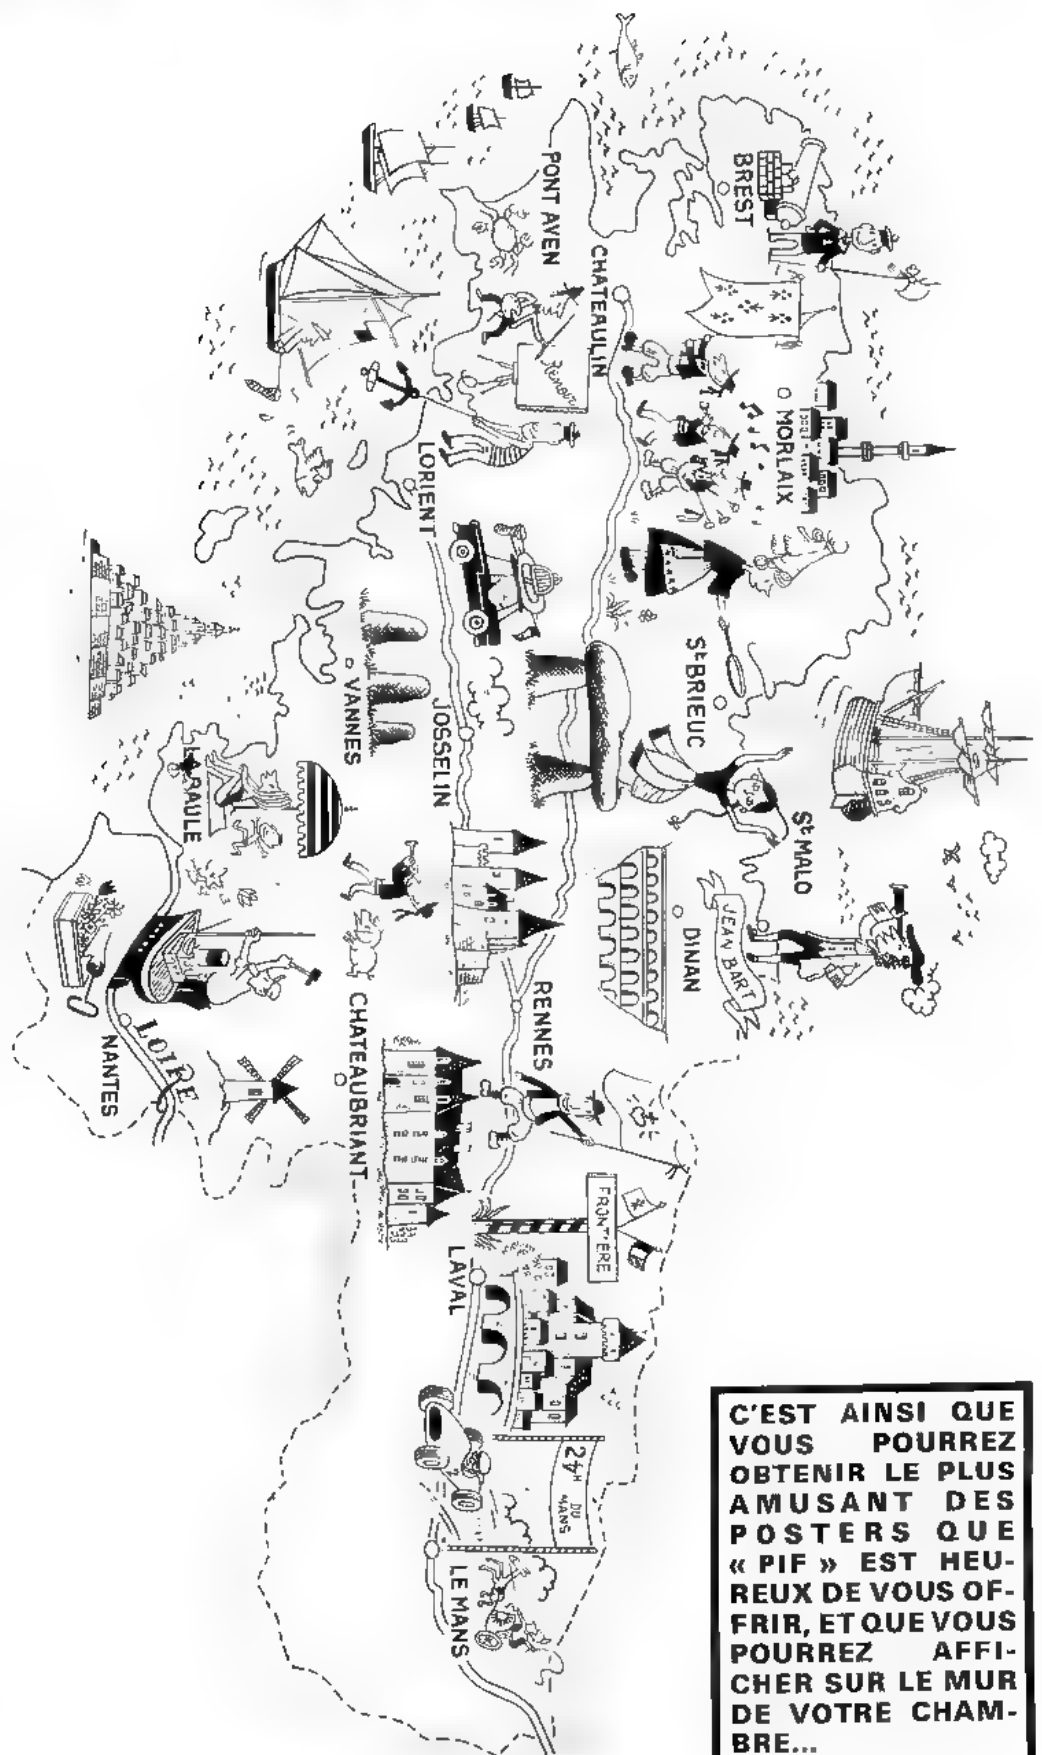 BREST
PONT AVEN
CHATEAULIN
Renoir
MORLAIX
LORIENT
St BRIEUC
VANNES
JOSSELIN
LA BAULE
St MALO
JEAN BART
DINAN
RENNES
CHATEAUBRIANT
LOIRE
NANTES
FRONTIERE
LAVAL
24H
DU
MANS
LE MANS
C'EST AINSI QUE
VOUS POURREZ
OBTENIR LE PLUS
AMUSANT DES
POSTERS QUE
« PIF » EST HEU-
REUX DE VOUS OF-
FRIR, ET QUE VOUS
POURREZ AFFI-
CHER SUR LE MUR
DE VOTRE CHAM-
BRE...